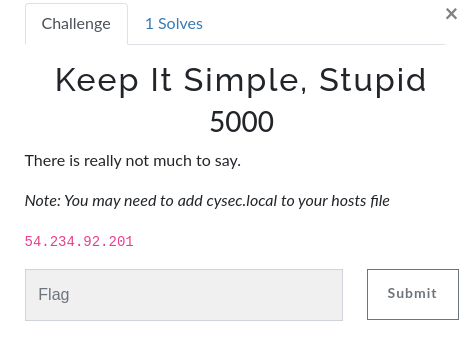 Challenge
1 Solves
×
Keep It Simple, Stupid
5000
There is really not much to say.
Note: You may need to add cysec.local to your hosts file
54.234.92.201
Flag
Submit